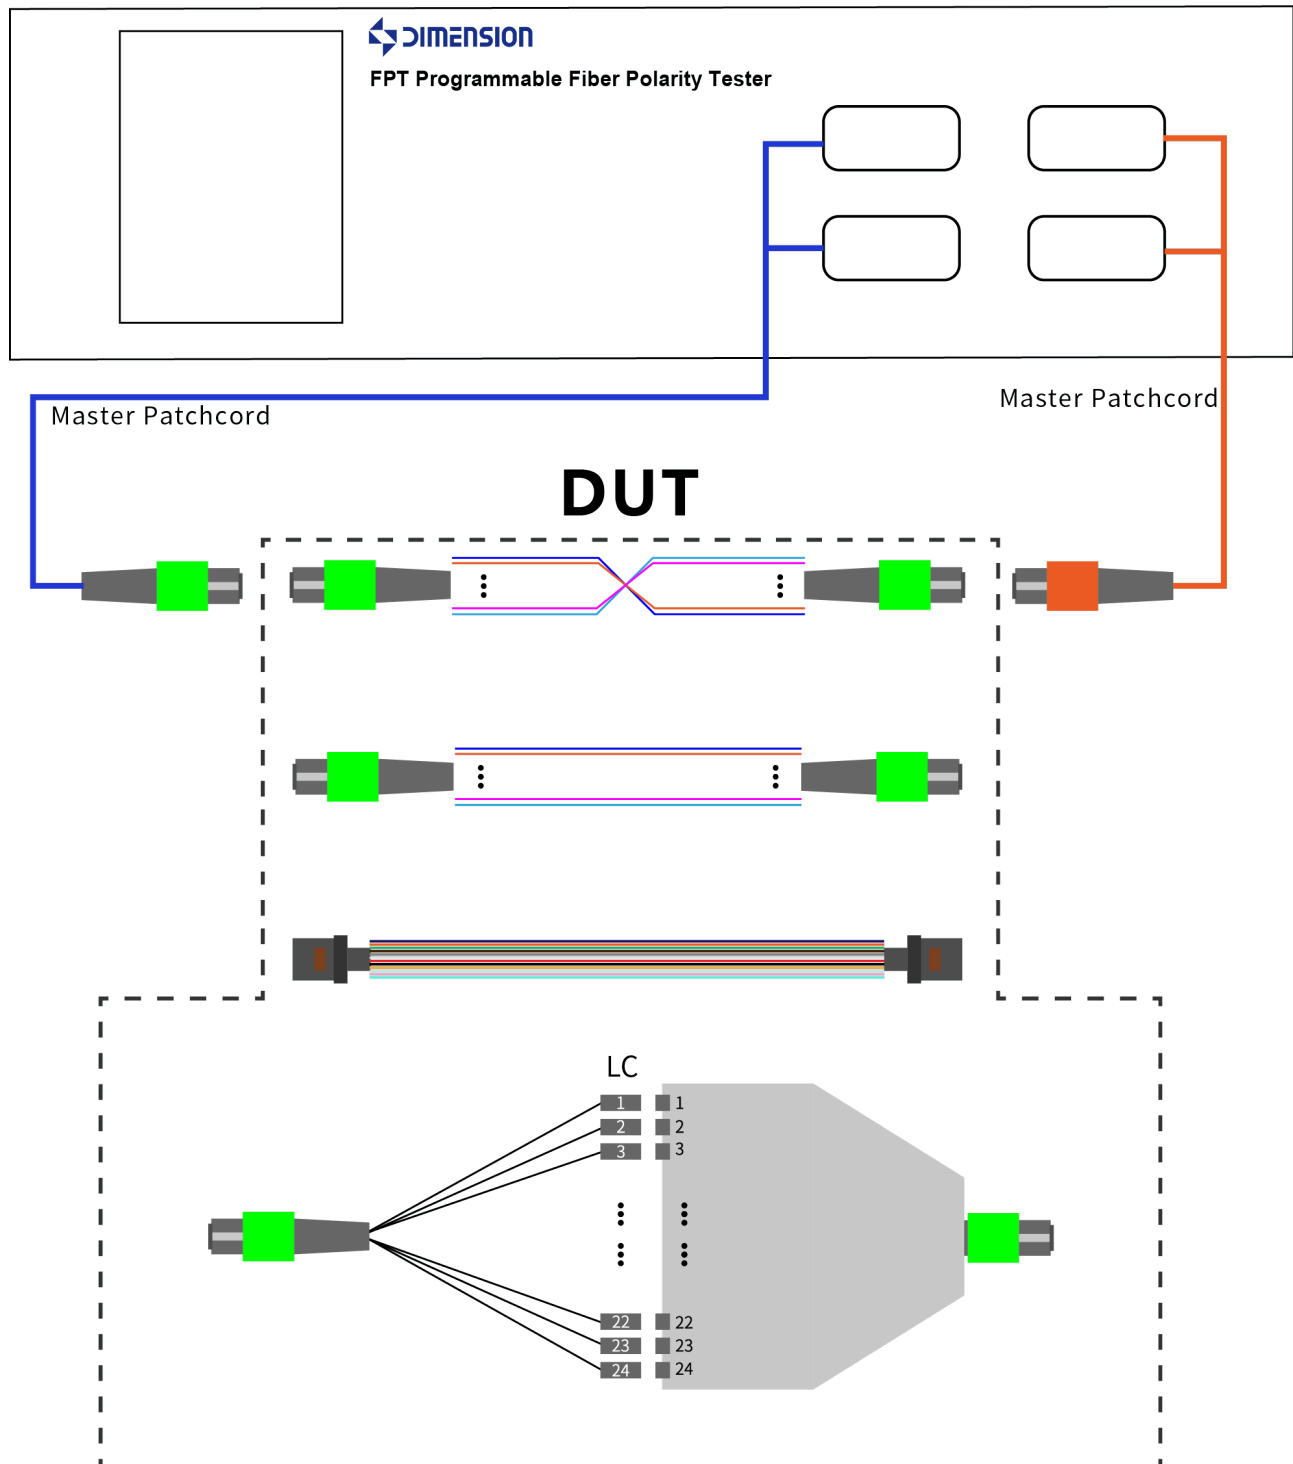 DIMENSION
FPT Programmable Fiber Polarity Tester
Master Patchcord
Master Patchcord
DUT
LC
1 1
2 2
3 3
22 22
23 23
24 24